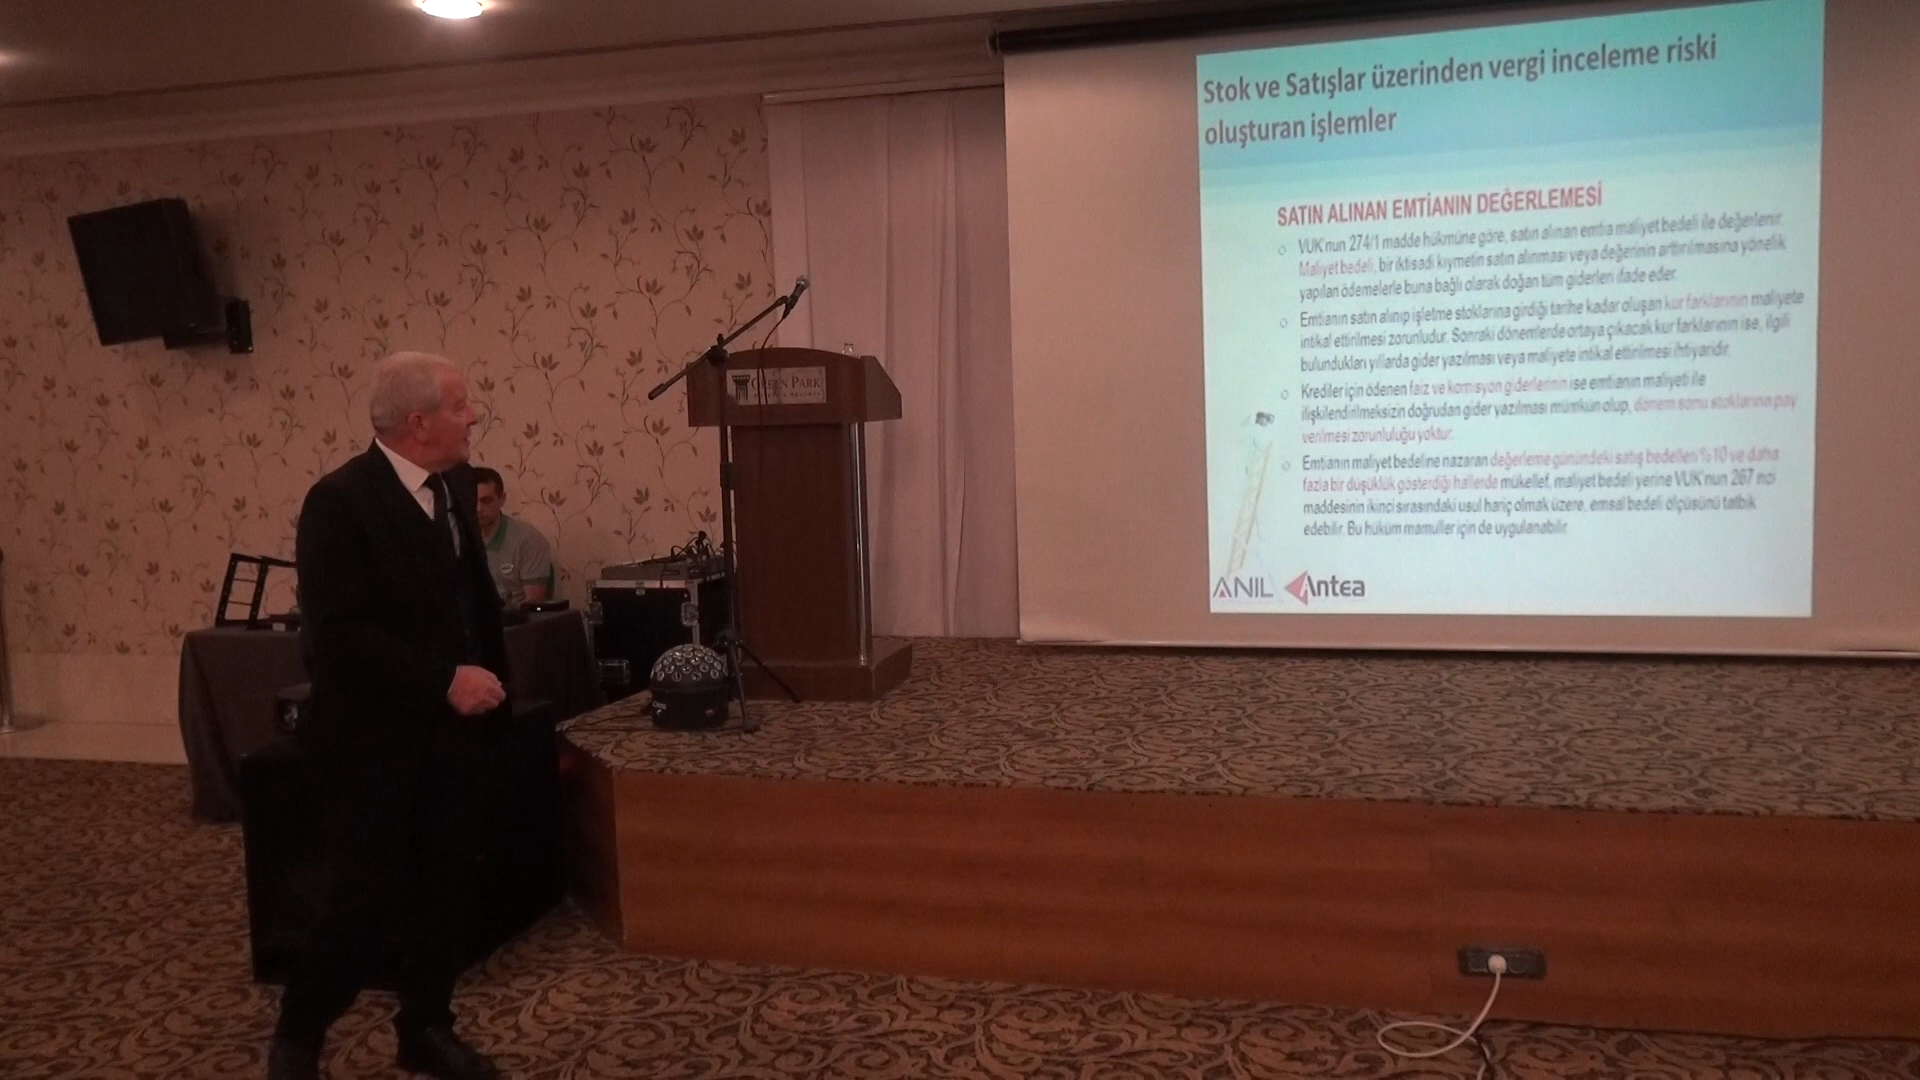 Stok ve Satışlar üzerinden vergi inceleme riski
oluşturan işlemler
SATIN ALINAN EMTİANIN DEĞERLEMESİ
○ VUK'nun 274/1 madde hükmüne göre, satın alınan emtia maliyet bedeli ile değerlenir.
Maliyet bedeli, bir iktisadi kıymetin satın alınması veya değerinin arttırılmasına yönelik
yapılan ödemelerle buna bağlı olarak doğan tüm giderleri ifade eder.
○ Emtianın satın alınıp işletme stoklarına girdiği tarihe kadar oluşan kur farklarının maliyete
intikal ettirilmesi zorunludur. Sonraki dönemlerde ortaya çıkacak kur farklarının ise, ilgili
bulundukları yıllarda gider yazılması veya maliyete intikal ettirilmesi ihtiyaridir.
○ Krediler için ödenen faiz ve komisyon giderlerinin ise emtianın maliyeti ile
ilişkilendirilmeksizin doğrudan gider yazılması mümkün olup, dönem sonu stoklarına pay
verilmesi zorunluluğu yoktur.
○ Emtianın maliyet bedeline nazaran değerleme günündeki satış bedelleri %10 ve daha
fazla bir düşüklük gösterdiği hallerde mükellef, maliyet bedeli yerine VUK'nun 267 nci
maddesinin ikinci sırasındaki usul hariç olmak üzere, emsal bedeli ölçüsünü tatbik
edebilir. Bu hüküm mamuller için de uygulanabilir.
ANIL Antea
GREEN PARK